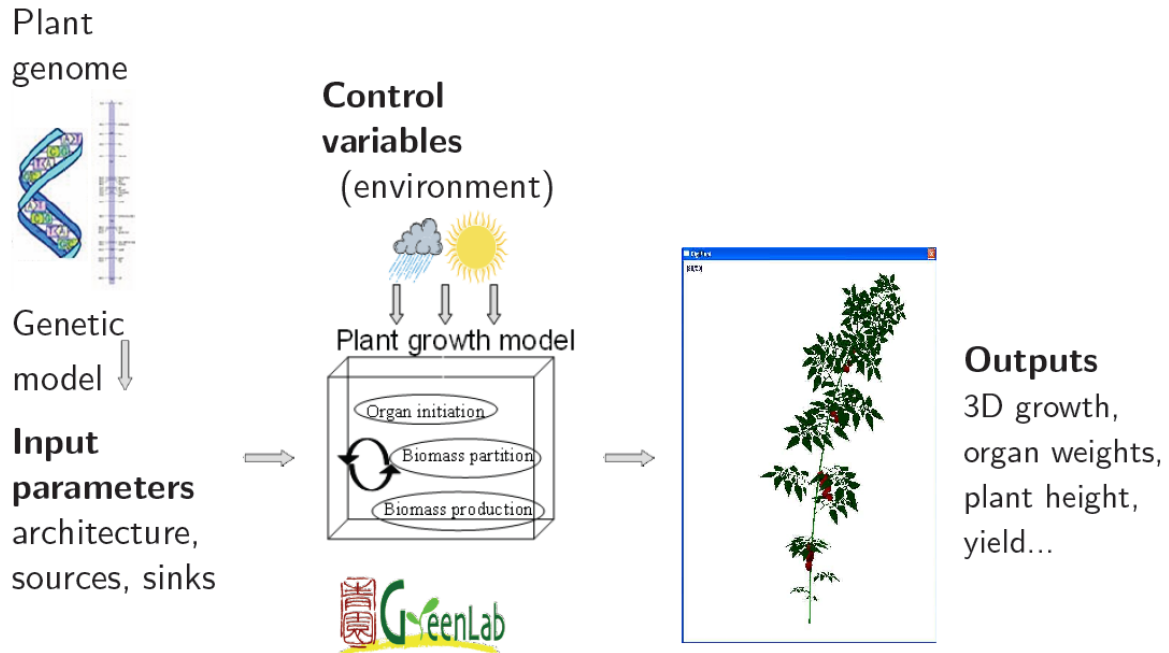 Plant
genome
Genetic
model
Input
parameters
architecture,
sources, sinks
Control
variables
(environment)
Plant growth model
Organ initiation
Biomass partition
Biomass production
GreenLab
Outputs
3D growth,
organ weights,
plant height,
yield...